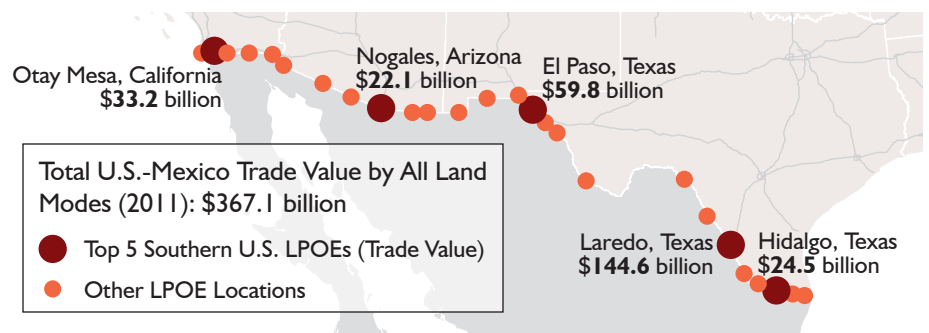 Otay Mesa, California
$33.2 billion
Nogales, Arizona
$22.1 billion
El Paso, Texas
$59.8 billion
Total U.S.-Mexico Trade Value by All Land
Modes (2011): $367.1 billion
Top 5 Southern U.S. LPOEs (Trade Value)
Other LPOE Locations
Laredo, Texas
$144.6 billion
Hidalgo, Texas
$24.5 billion